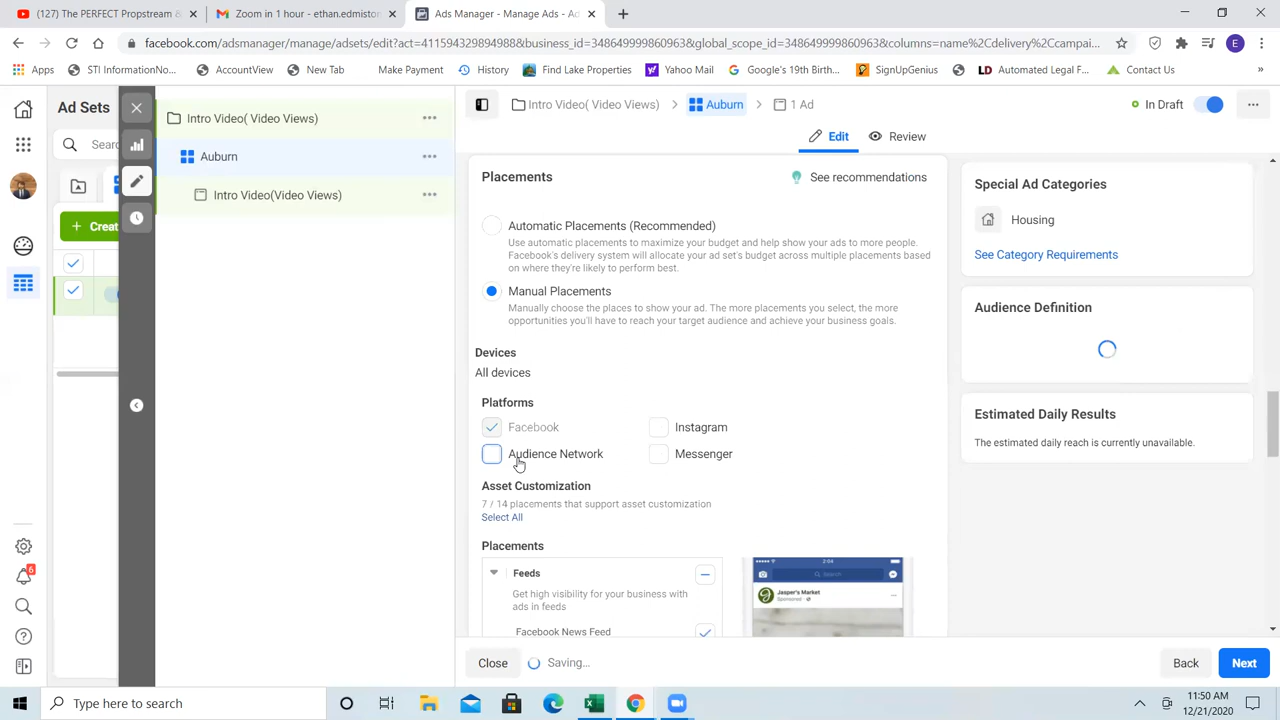 (127) The PERFECT Propstream &
Zoom in 1 hour - ethan.edmiston
Ads Manager - Manage Ads - Ad
facebook.com/adsmanager/manage/adsets/edit?act=411594329894988&business_id=348649999860963&global_scope_id=348649999860963&columns=name%2Cdelivery%2Ccampai...
E
Apps
STI InformationNo...
AccountView
New Tab
Make Payment
History
Find Lake Properties
Yahoo Mail
Google's 19th Birth...
SignUpGenius
LD Automated Legal F...
Contact Us
»
Ad Sets
Searc
+ Creat
Intro Video( Video Views)
Auburn
Intro Video(Video Views)
Intro Video( Video Views) > Auburn > 1 Ad
In Draft
Edit
Review
Placements
See recommendations
Automatic Placements (Recommended)
Use automatic placements to maximize your budget and help show your ads to more people.
Facebook's delivery system will allocate your ad set's budget across multiple placements based
on where they're likely to perform best.
Manual Placements
Manually choose the places to show your ad. The more placements you select, the more
opportunities you'll have to reach your target audience and achieve your business goals.
Devices
All devices
Platforms
Facebook
Instagram
Audience Network
Messenger
Asset Customization
7 / 14 placements that support asset customization
Select All
Placements
Feeds
Get high visibility for your business with
ads in feeds
Facebook News Feed
2:04
Search
Jasper's Market
Sponsored
Special Ad Categories
Housing
See Category Requirements
Audience Definition
Estimated Daily Results
The estimated daily reach is currently unavailable.
6
Close
Saving...
Back
Next
Type here to search
11:50 AM
12/21/2020